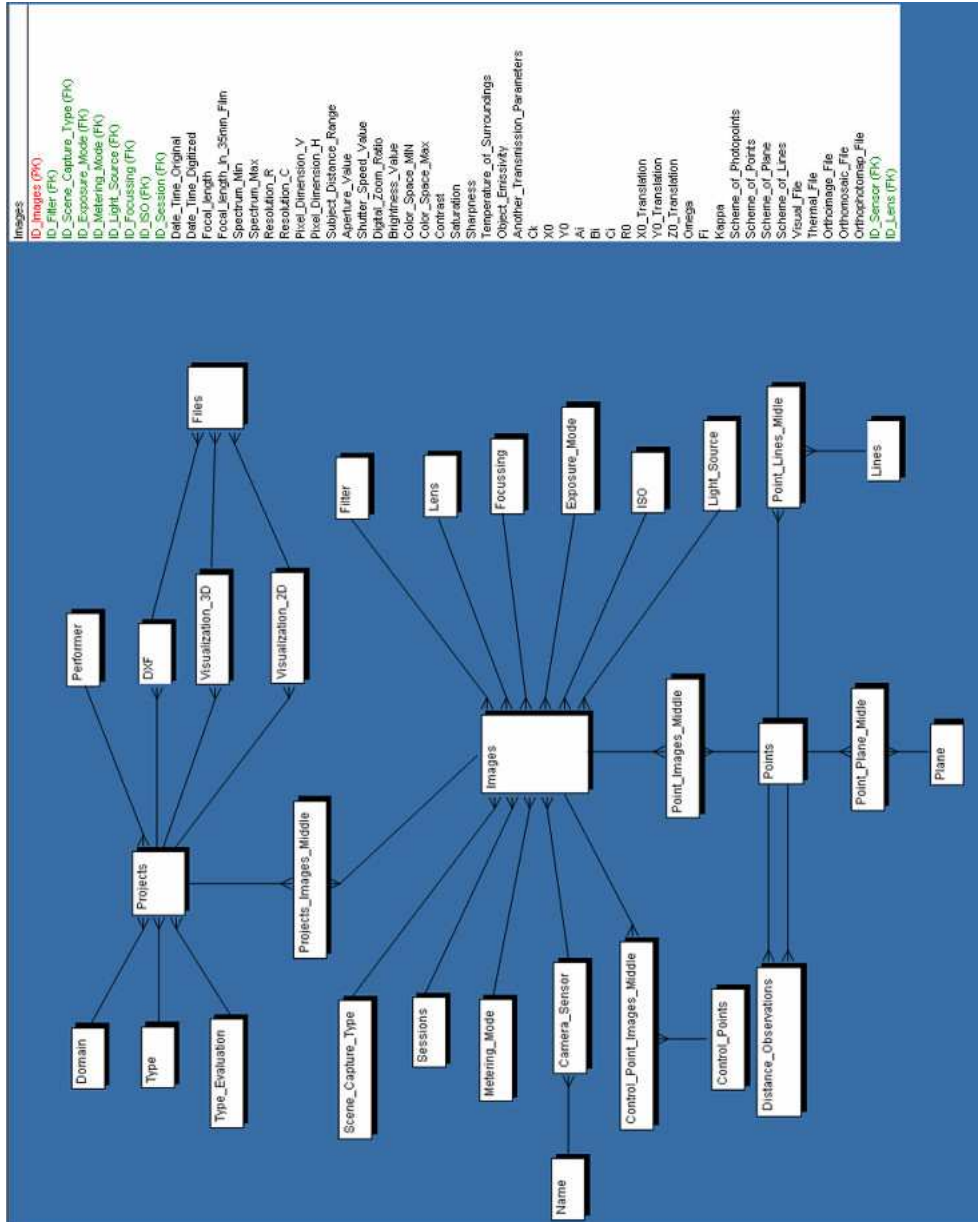 Images
ID_Images (PK)
ID_Filter (FK)
ID_Scene_Capture_Type (FK)
ID_Exposure_Mode (FK)
ID_Metering_Mode (FK)
ID_Light_Source (FK)
ID_Focussing (FK)
ID_ISO (FK)
ID_Session (FK)
Date_Time_Original
Date_Time_Digitized
Focal_length
Focal_length_In_35mm_Film
Spectrum_Min
Spectrum_Max
Resolution_R
Resolution_C
Pixel_Dimension_V
Pixel_Dimension_H
Subject_Distance_Range
Aperture_Value
Shutter_Speed_Value
Digital_Zoom_Ratio
Brightness_Value
Color_Space_MIN
Color_Space_Max
Contrast
Saturation
Sharpness
Temperature_of_Surroundings
Object_Emissivity
Another_Transmission_Parameters
Ck
X0
Y0
Ai
Bi
Ci
R0
X0_Translation
Y0_Translation
Z0_Translation
Omega
Fi
Kappa
Scheme_of_Photopoints
Scheme_of_Points
Scheme_of_Plane
Scheme_of_Lines
Visual_File
Thermal_File
Orthoimage_File
Orthomosaic_File
Orthophotomap_File
ID_Sensor (FK)
ID_Lens (FK)
Domain
Type
Type_Evaluation
Projects
Performer
DXF
Visualization_3D
Visualization_2D
Files
Projects_Images_Middle
Scene_Capture_Type
Sessions
Metering_Mode
Camera_Sensor
Name
Control_Point_Images_Middle
Control_Points
Images
Filter
Lens
Focussing
Exposure_Mode
ISO
Light_Source
Point_Images_Middle
Distance_Observations
Points
Point_Lines_Midle
Lines
Point_Plane_Midle
Plane